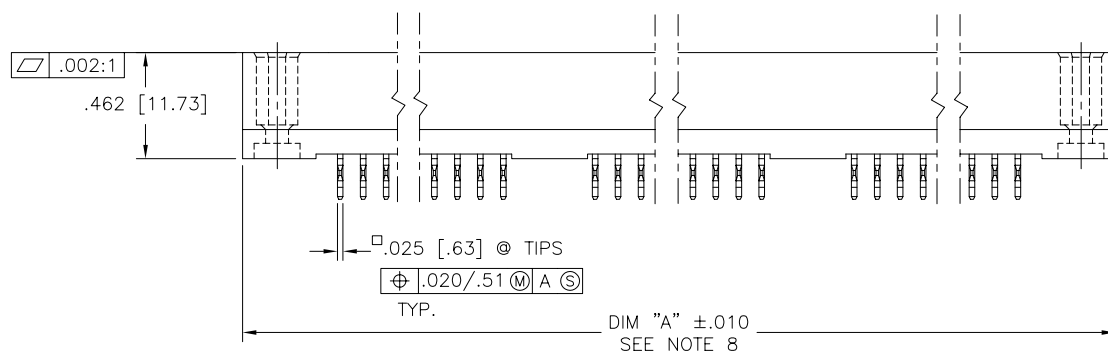 .002:1
.462 [11.73]
□.025 [.63] @ TIPS
⌖ .020/.51 Ⓜ A Ⓢ
TYP.
DIM "A" ±.010
SEE NOTE 8